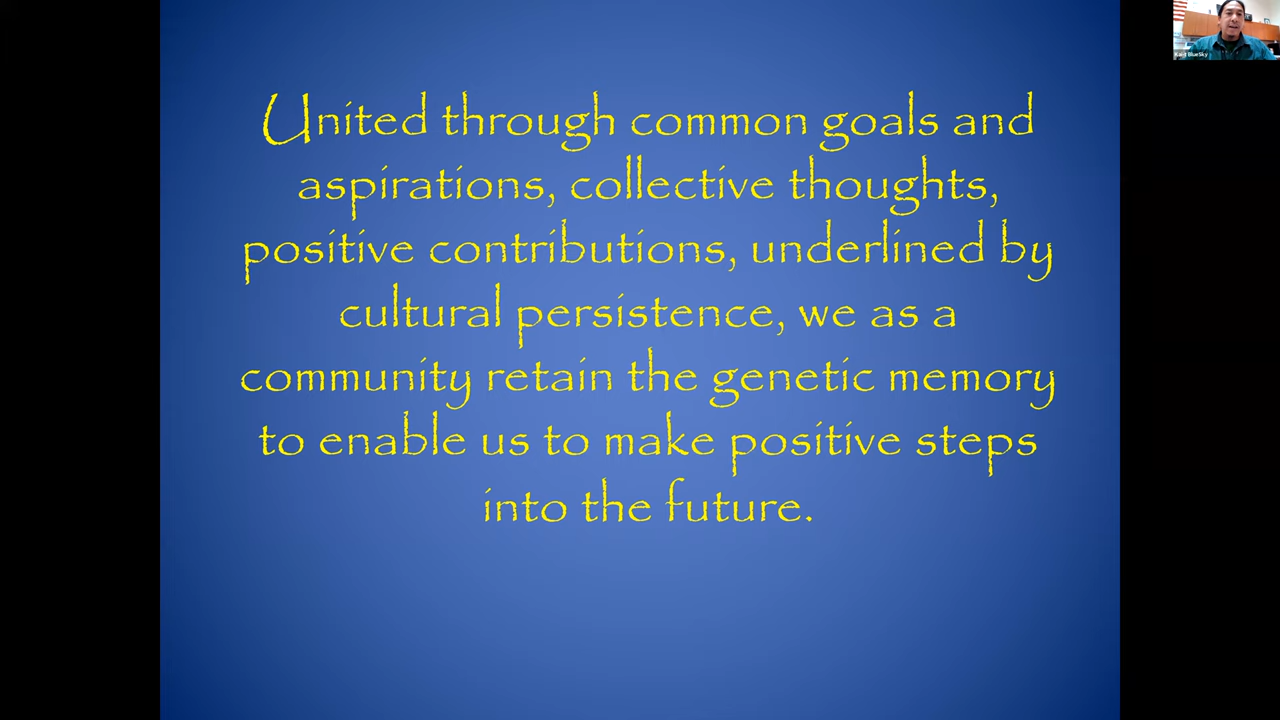 United through common goals and
aspirations, collective thoughts,
positive contributions, underlined by
cultural persistence, we as a
community retain the genetic memory
to enable us to make positive steps
into the future.
BlueSky